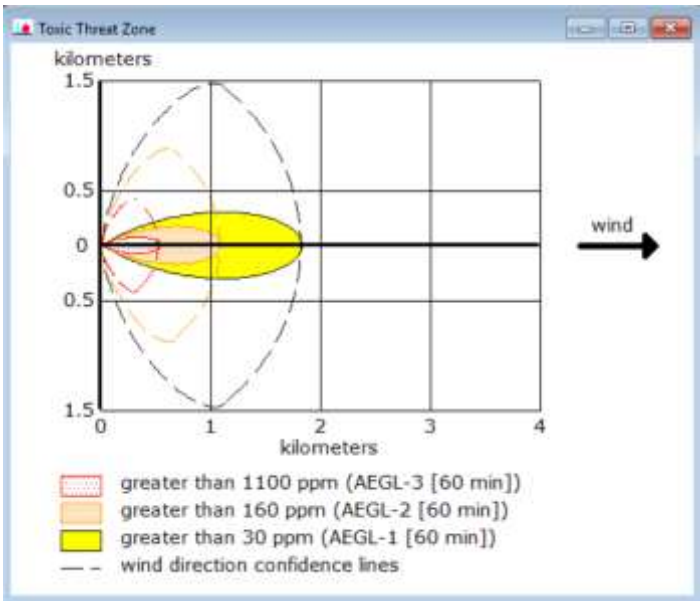 Toxic Threat Zone
kilometers
1.5
0.5
0
0.5
1.5
wind
0 1 2 3 4
kilometers
greater than 1100 ppm (AEGL-3 [60 min])
greater than 160 ppm (AEGL-2 [60 min])
greater than 30 ppm (AEGL-1 [60 min])
wind direction confidence lines